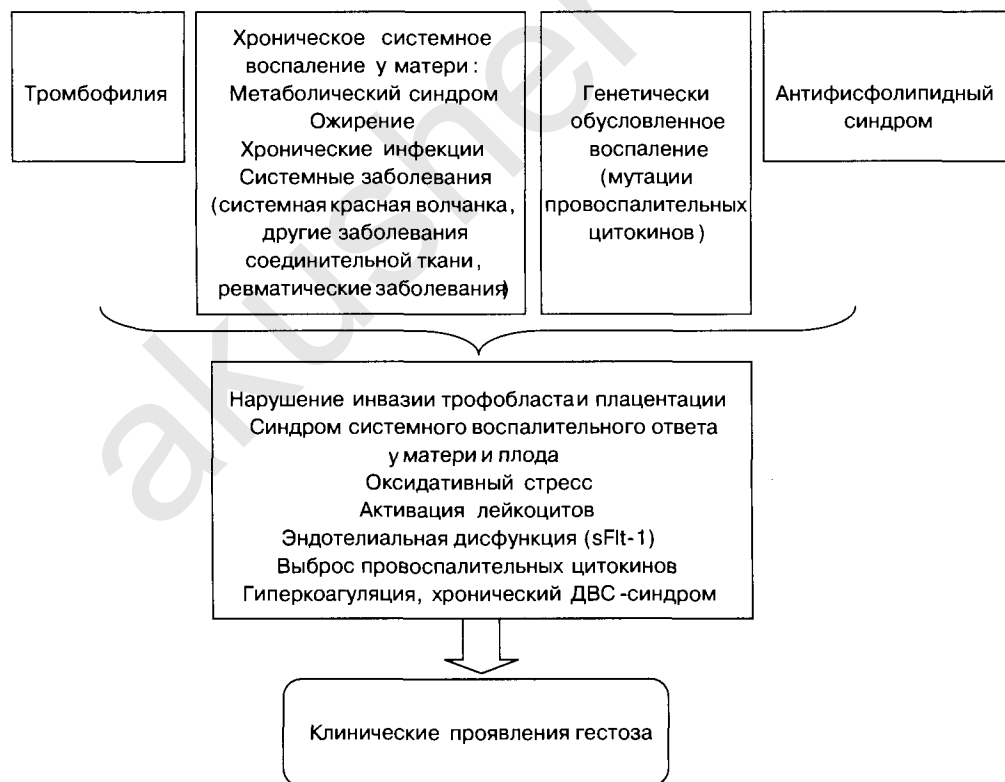 Тромбофилия
Хроническое системное
воспаление у матери:
Метаболический синдром
Ожирение
Хронические инфекции
Системные заболевания
(системная красная волчанка,
другие заболевания
соединительной ткани,
ревматические заболевания)
Генетически
обусловленное
воспаление
(мутации
провоспалительных
цитокинов)
Антифисфолипидный
синдром
Нарушение инвазии трофобласта и плацентации
Синдром системного воспалительного ответа
у матери и плода
Оксидативный стресс
Активация лейкоцитов
Эндотелиальная дисфункция (sFlt-1)
Выброс провоспалительных цитокинов
Гиперкоагуляция, хронический ДВС-синдром
Клинические проявления гестоза
akusher